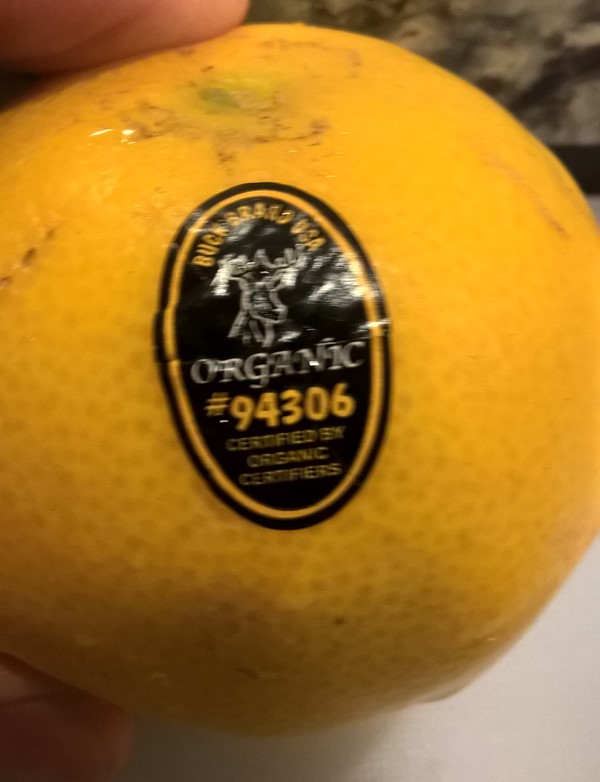 BUCK BRAND USA
ORGANIC
#94306
CERTIFIED BY
ORGANIC
CERTIFIERS